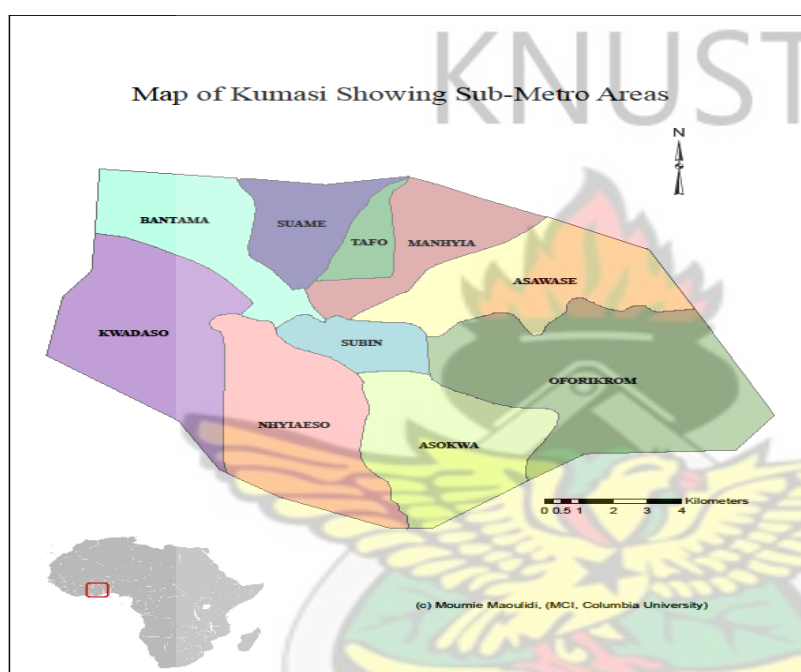 KNUST
Map of Kumasi Showing Sub-Metro Areas
N
BANTAMA
SUAME
TAFO
MANHYIA
ASAWASE
KWADASO
SUBIN
OFORIKROM
NHYIAESO
ASOKWA
Kilometers
0 0.5 1 2 3 4
(c) Moumie Maoulidi, (MCI, Columbia University)